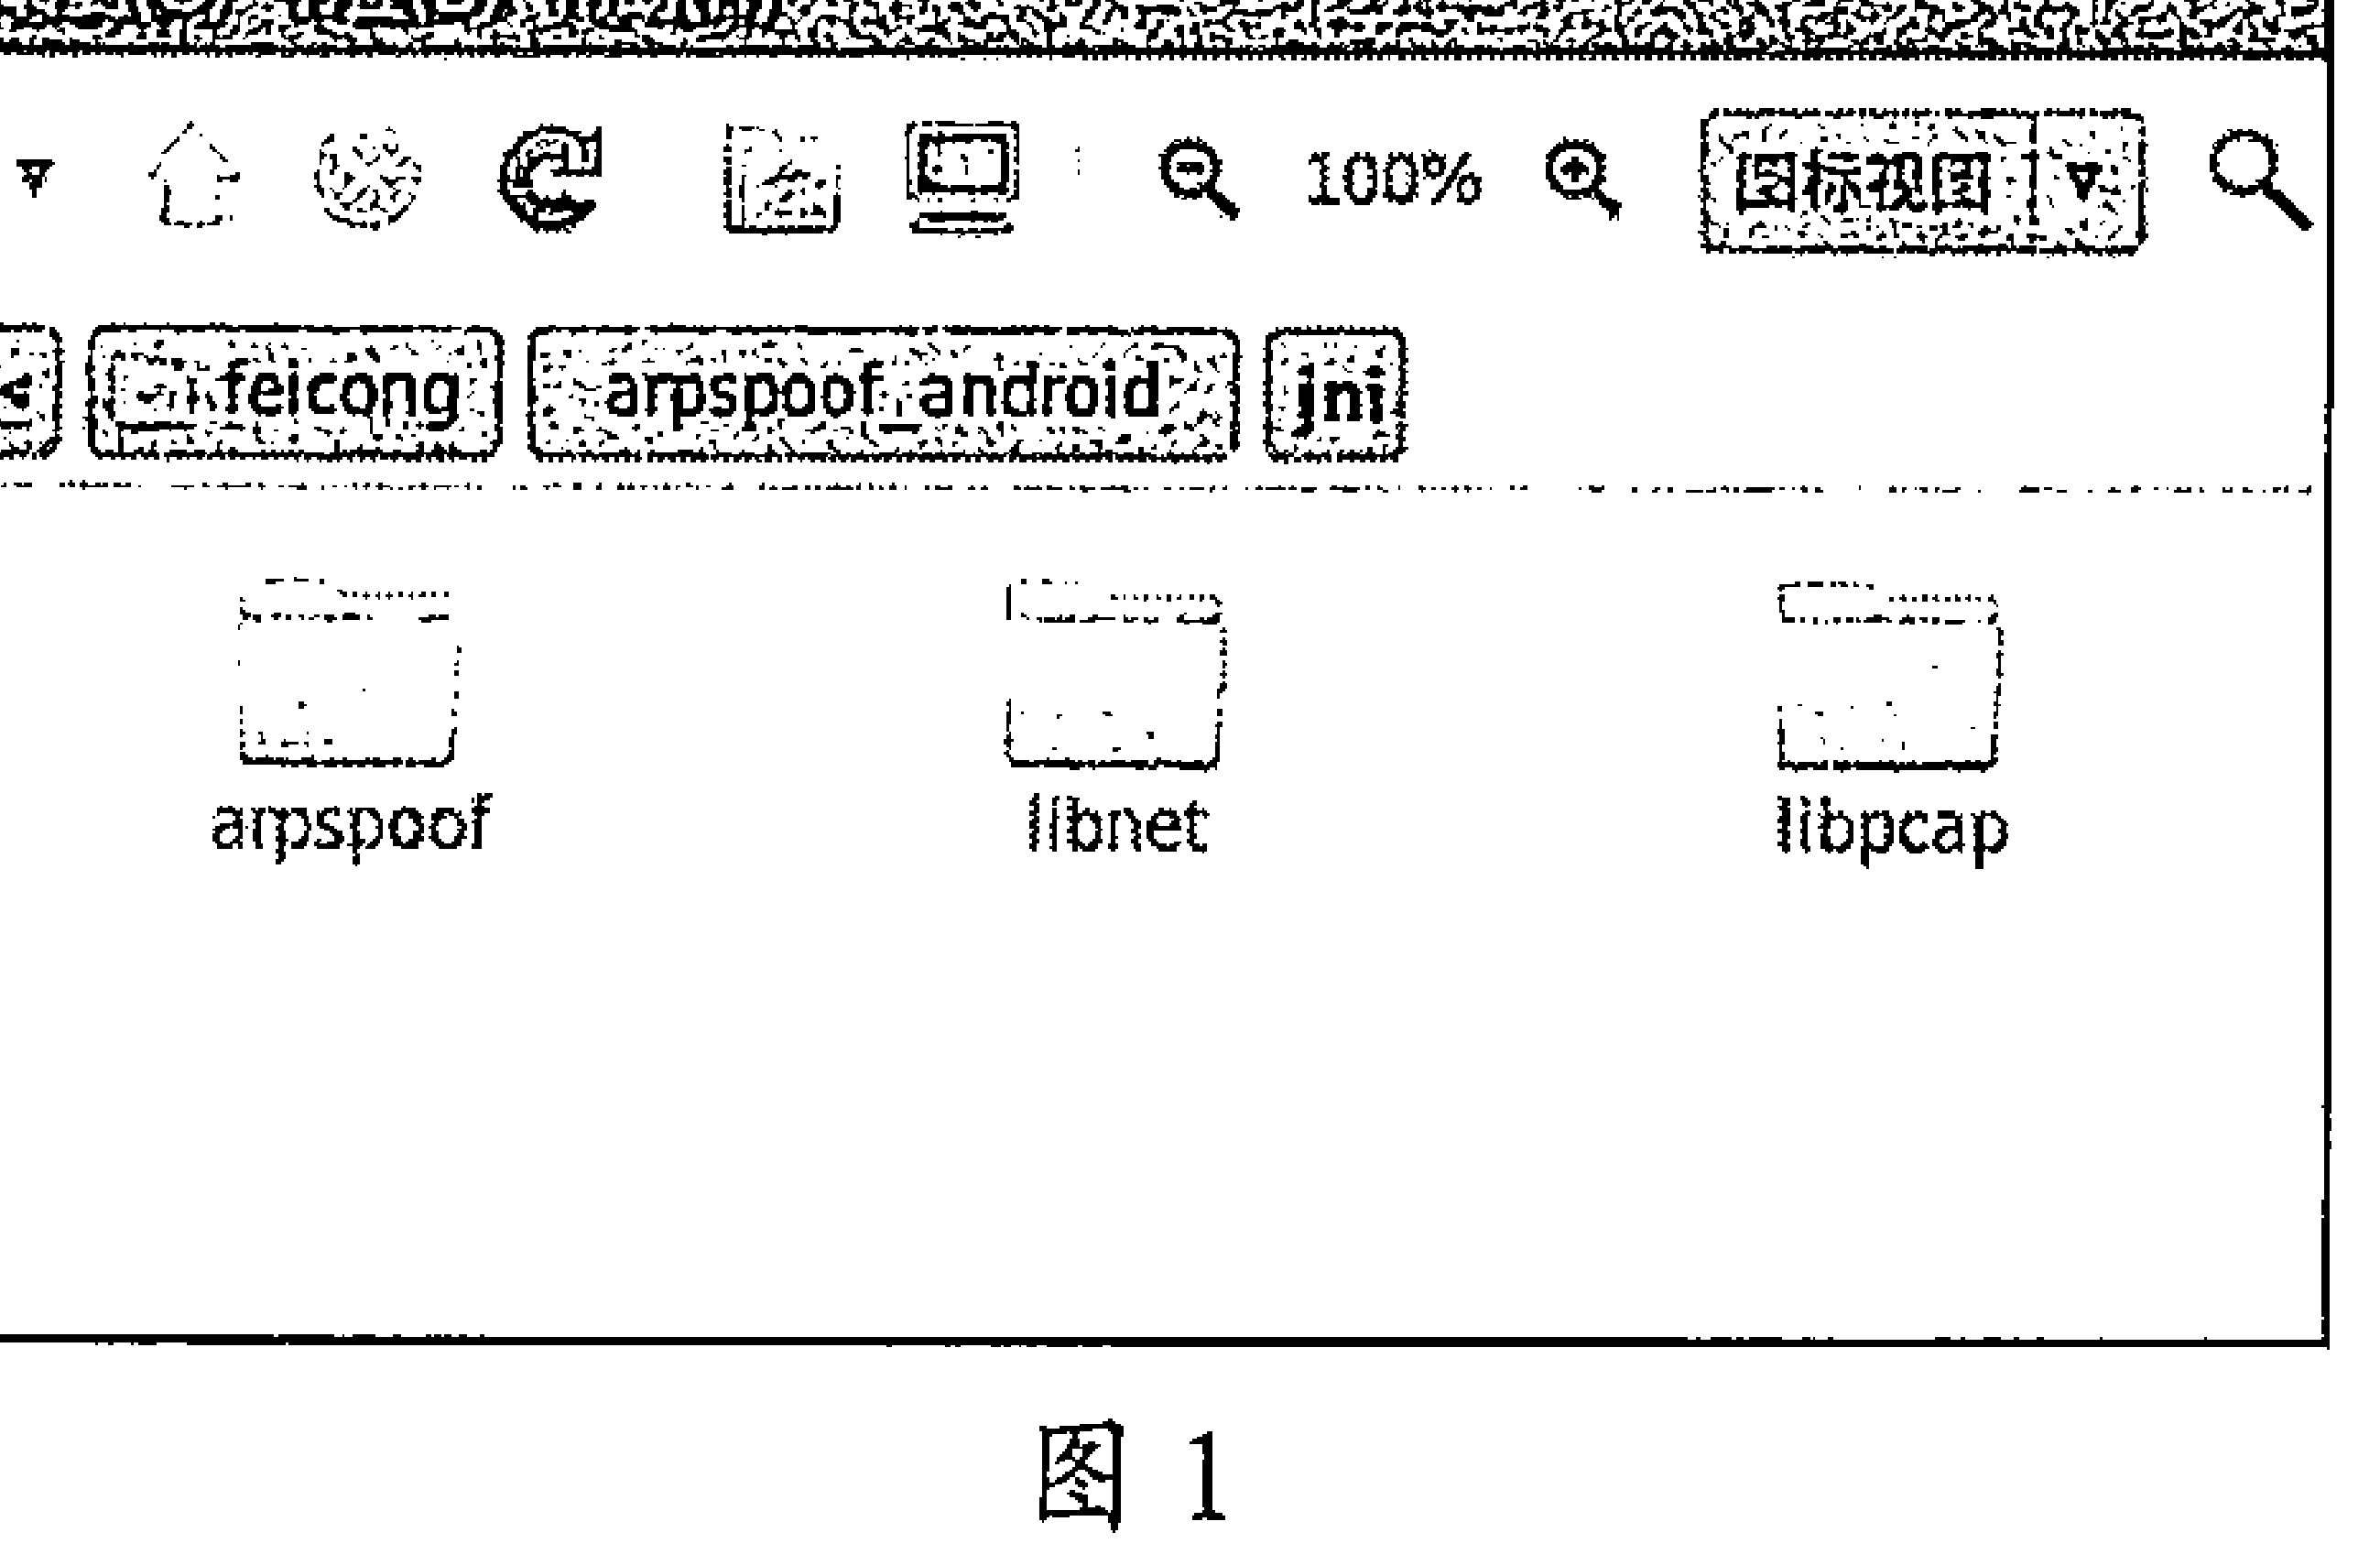 100% 图标视图
feicong arpspoof_android jni
arpspoof libnet libpcap
图 1